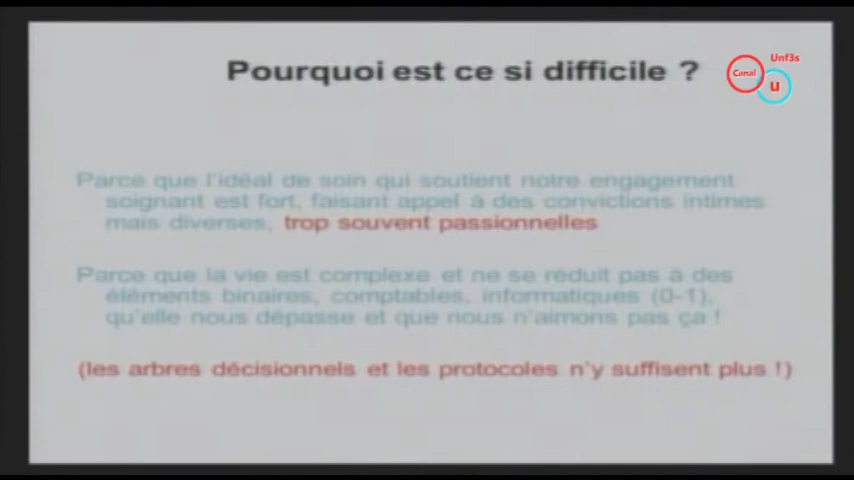 Pourquoi est ce si difficile ?
Unf3s
Canal
u
Parce que l'idéal de soin qui soutient notre engagement
soignant est fort, faisant appel à des convictions intimes
mais diverses, trop souvent passionnelles
Parce que la vie est complexe et ne se réduit pas à des
éléments binaires, comptables, informatiques (0-1),
qu'elle nous dépasse et que nous n'aimons pas ça !
(les arbres décisionnels et les protocoles n'y suffisent plus !)